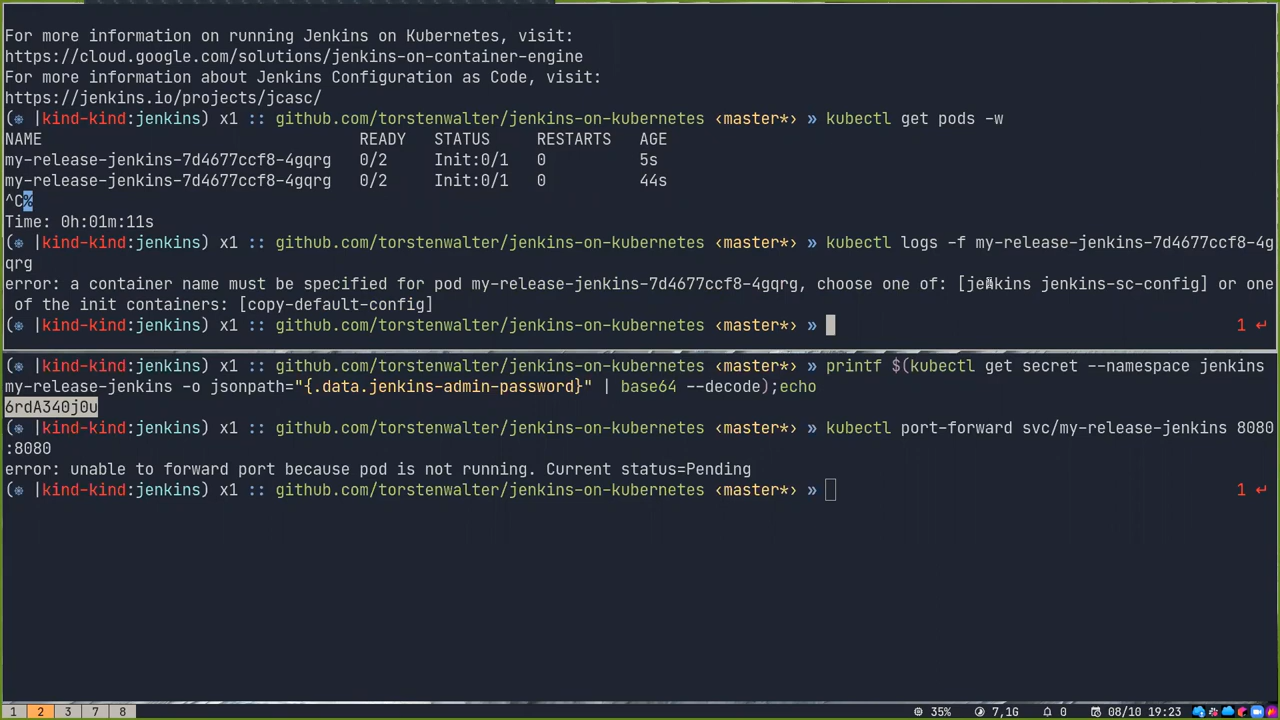 For more information on running Jenkins on Kubernetes, visit:
https://cloud.google.com/solutions/jenkins-on-container-engine
For more information about Jenkins Configuration as Code, visit:
https://jenkins.io/projects/jcasc/
(⎈ |kind-kind:jenkins) x1 :: github.com/torstenwalter/jenkins-on-kubernetes ‹master*› » kubectl get pods -w
NAME READY STATUS RESTARTS AGE
my-release-jenkins-7d4677ccf8-4gqrg 0/2 Init:0/1 0 5s
my-release-jenkins-7d4677ccf8-4gqrg 0/2 Init:0/1 0 44s
^C%
Time: 0h:01m:11s
(⎈ |kind-kind:jenkins) x1 :: github.com/torstenwalter/jenkins-on-kubernetes ‹master*› » kubectl logs -f my-release-jenkins-7d4677ccf8-4g
qrg
error: a container name must be specified for pod my-release-jenkins-7d4677ccf8-4gqrg, choose one of: [jenkins jenkins-sc-config] or one
of the init containers: [copy-default-config]
(⎈ |kind-kind:jenkins) x1 :: github.com/torstenwalter/jenkins-on-kubernetes ‹master*› » 1 ↵
(⎈ |kind-kind:jenkins) x1 :: github.com/torstenwalter/jenkins-on-kubernetes ‹master*› » printf $(kubectl get secret --namespace jenkins
my-release-jenkins -o jsonpath="{.data.jenkins-admin-password}" | base64 --decode);echo
6rdA340j0u
(⎈ |kind-kind:jenkins) x1 :: github.com/torstenwalter/jenkins-on-kubernetes ‹master*› » kubectl port-forward svc/my-release-jenkins 8080
:8080
error: unable to forward port because pod is not running. Current status=Pending
(⎈ |kind-kind:jenkins) x1 :: github.com/torstenwalter/jenkins-on-kubernetes ‹master*› » 1 ↵
1 2 3 7 8 35% 7,1G 0 08/10 19:23